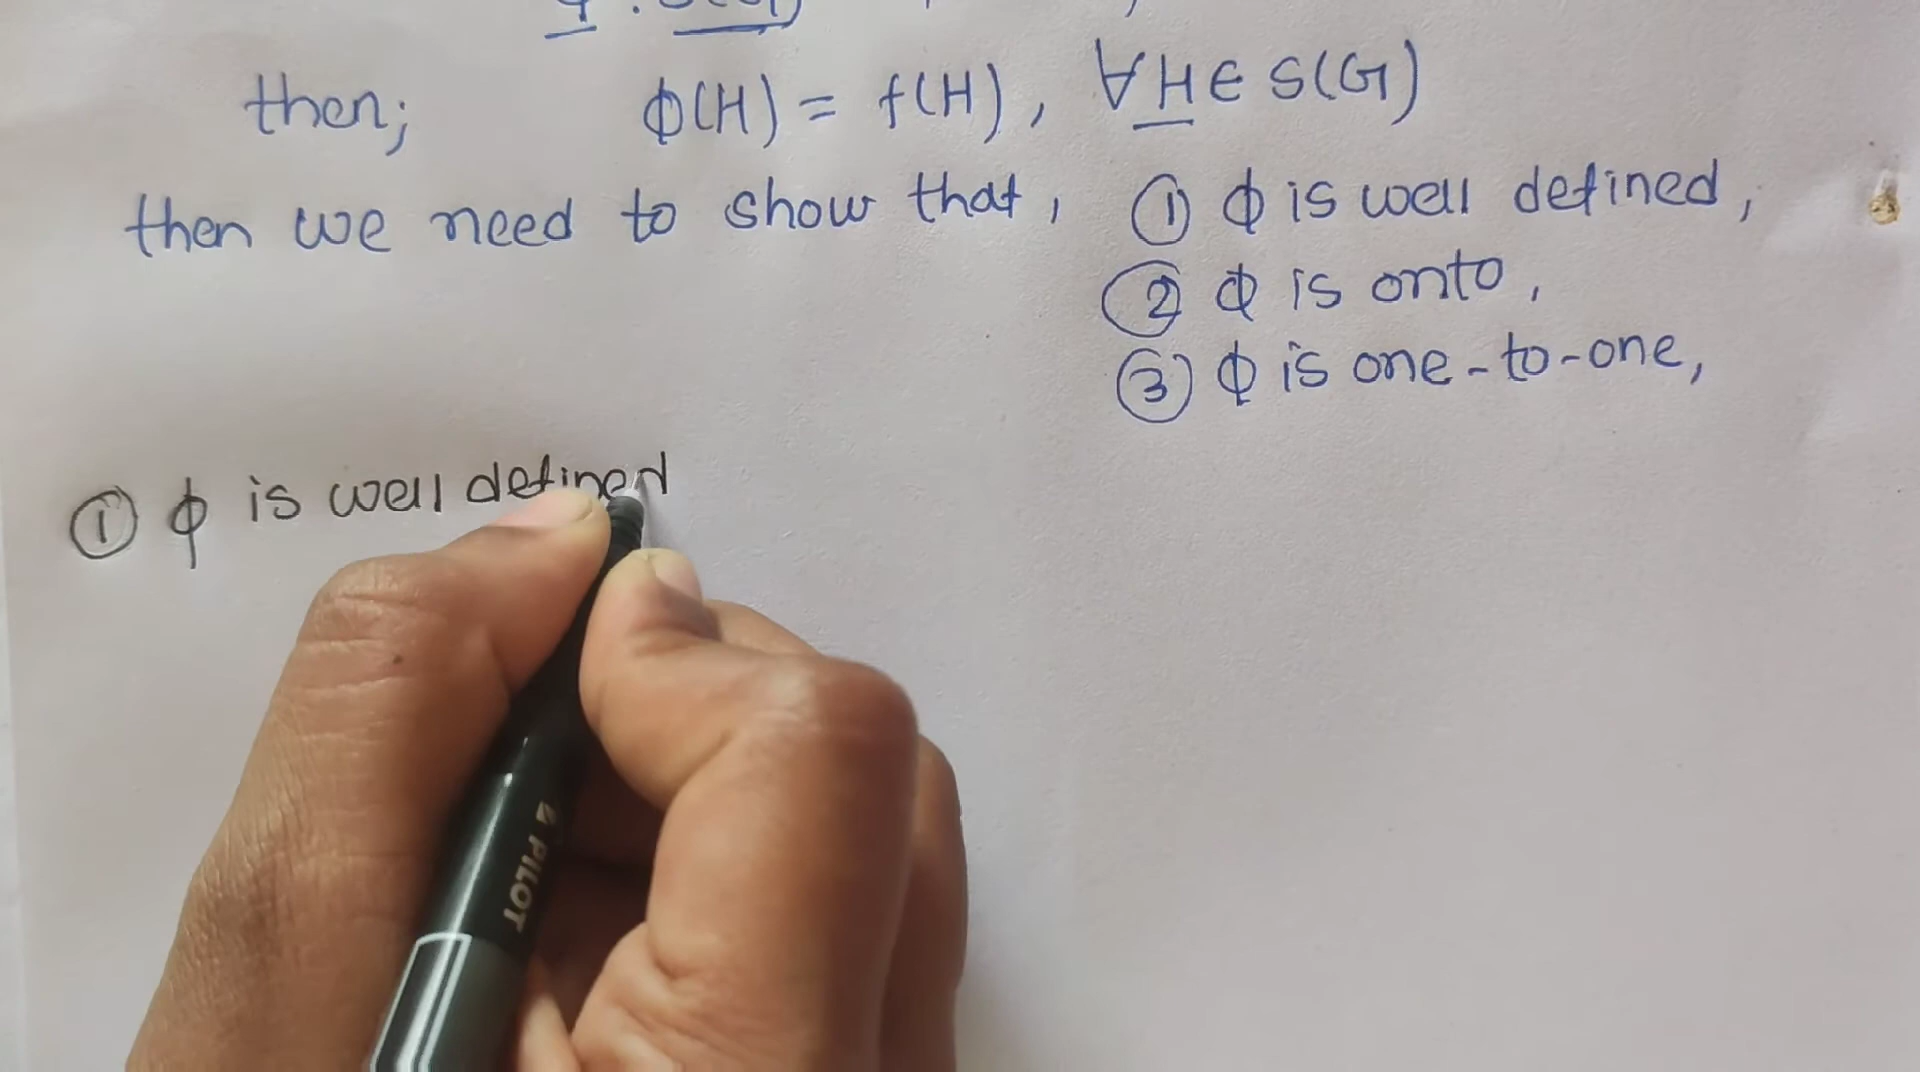 then; ϕ(H) = f(H), ∀ H ∈ S(G)
then we need to show that, ① ϕ is well defined,
② ϕ is onto,
③ ϕ is one-to-one,
① ϕ is well defined
PILOT